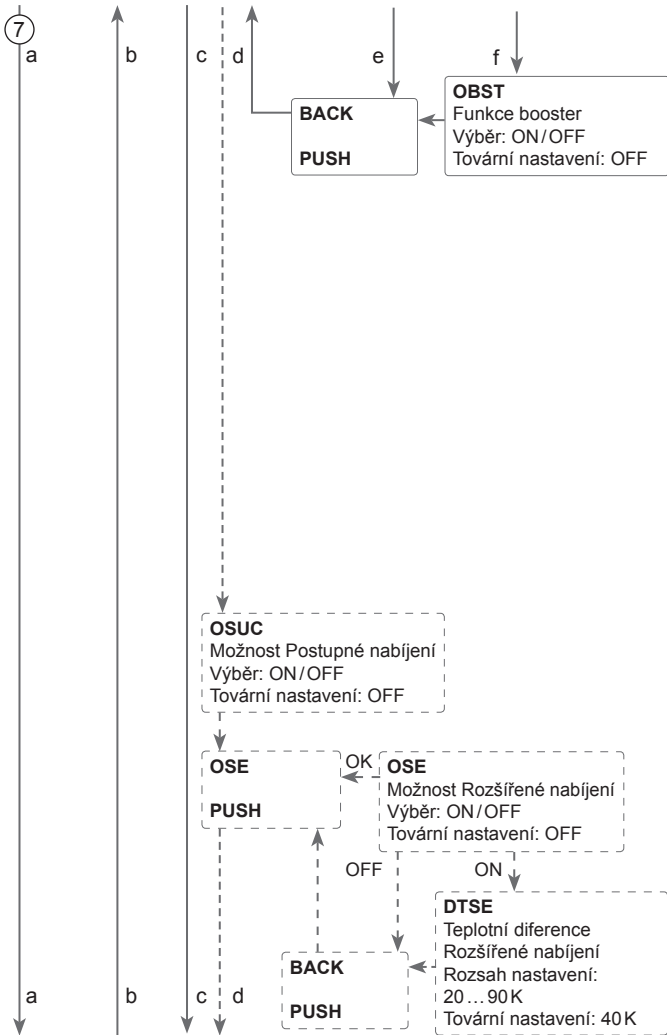 7
a b c d e f
OBST
Funkce booster
Výběr: ON/OFF
Tovární nastavení: OFF
BACK
PUSH
OSUC
Možnost Postupné nabíjení
Výběr: ON/OFF
Tovární nastavení: OFF
OSE
PUSH
OK
OSE
Možnost Rozšířené nabíjení
Výběr: ON/OFF
Tovární nastavení: OFF
OFF ON
DTSE
Teplotní diference
Rozšířené nabíjení
Rozsah nastavení:
20 ... 90 K
Tovární nastavení: 40 K
BACK
PUSH
a b c d